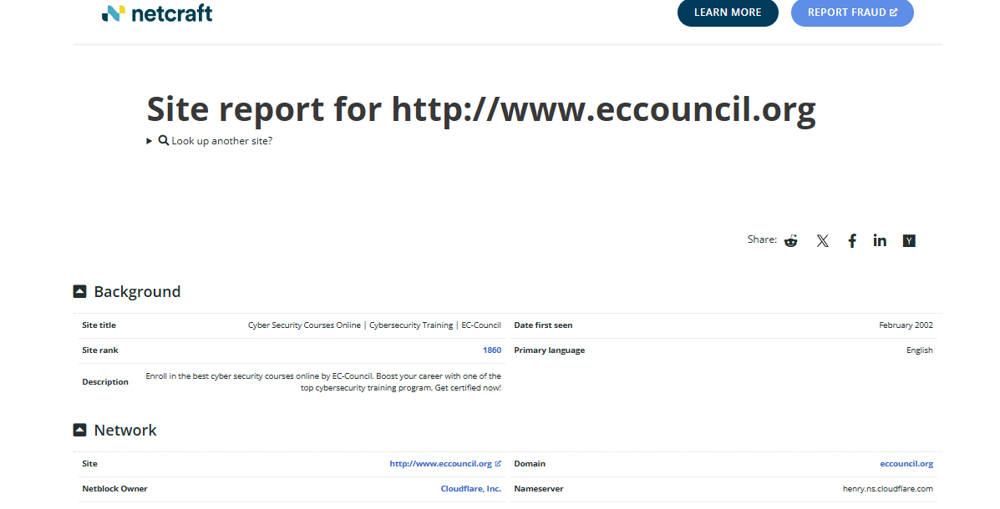 netcraft
LEARN MORE
REPORT FRAUD
Site report for http://www.eccouncil.org
Look up another site?
Share:
Y
Background
Site title Cyber Security Courses Online | Cybersecurity Training | EC-Council Date first seen February 2002
Site rank 1860 Primary language English
Description Enroll in the best cyber security courses online by EC-Council. Boost your career with one of the
top cybersecurity training program. Get certified now!
Network
Site http://www.eccouncil.org Domain eccouncil.org
Netblock Owner Cloudflare, Inc. Nameserver henry.ns.cloudflare.com